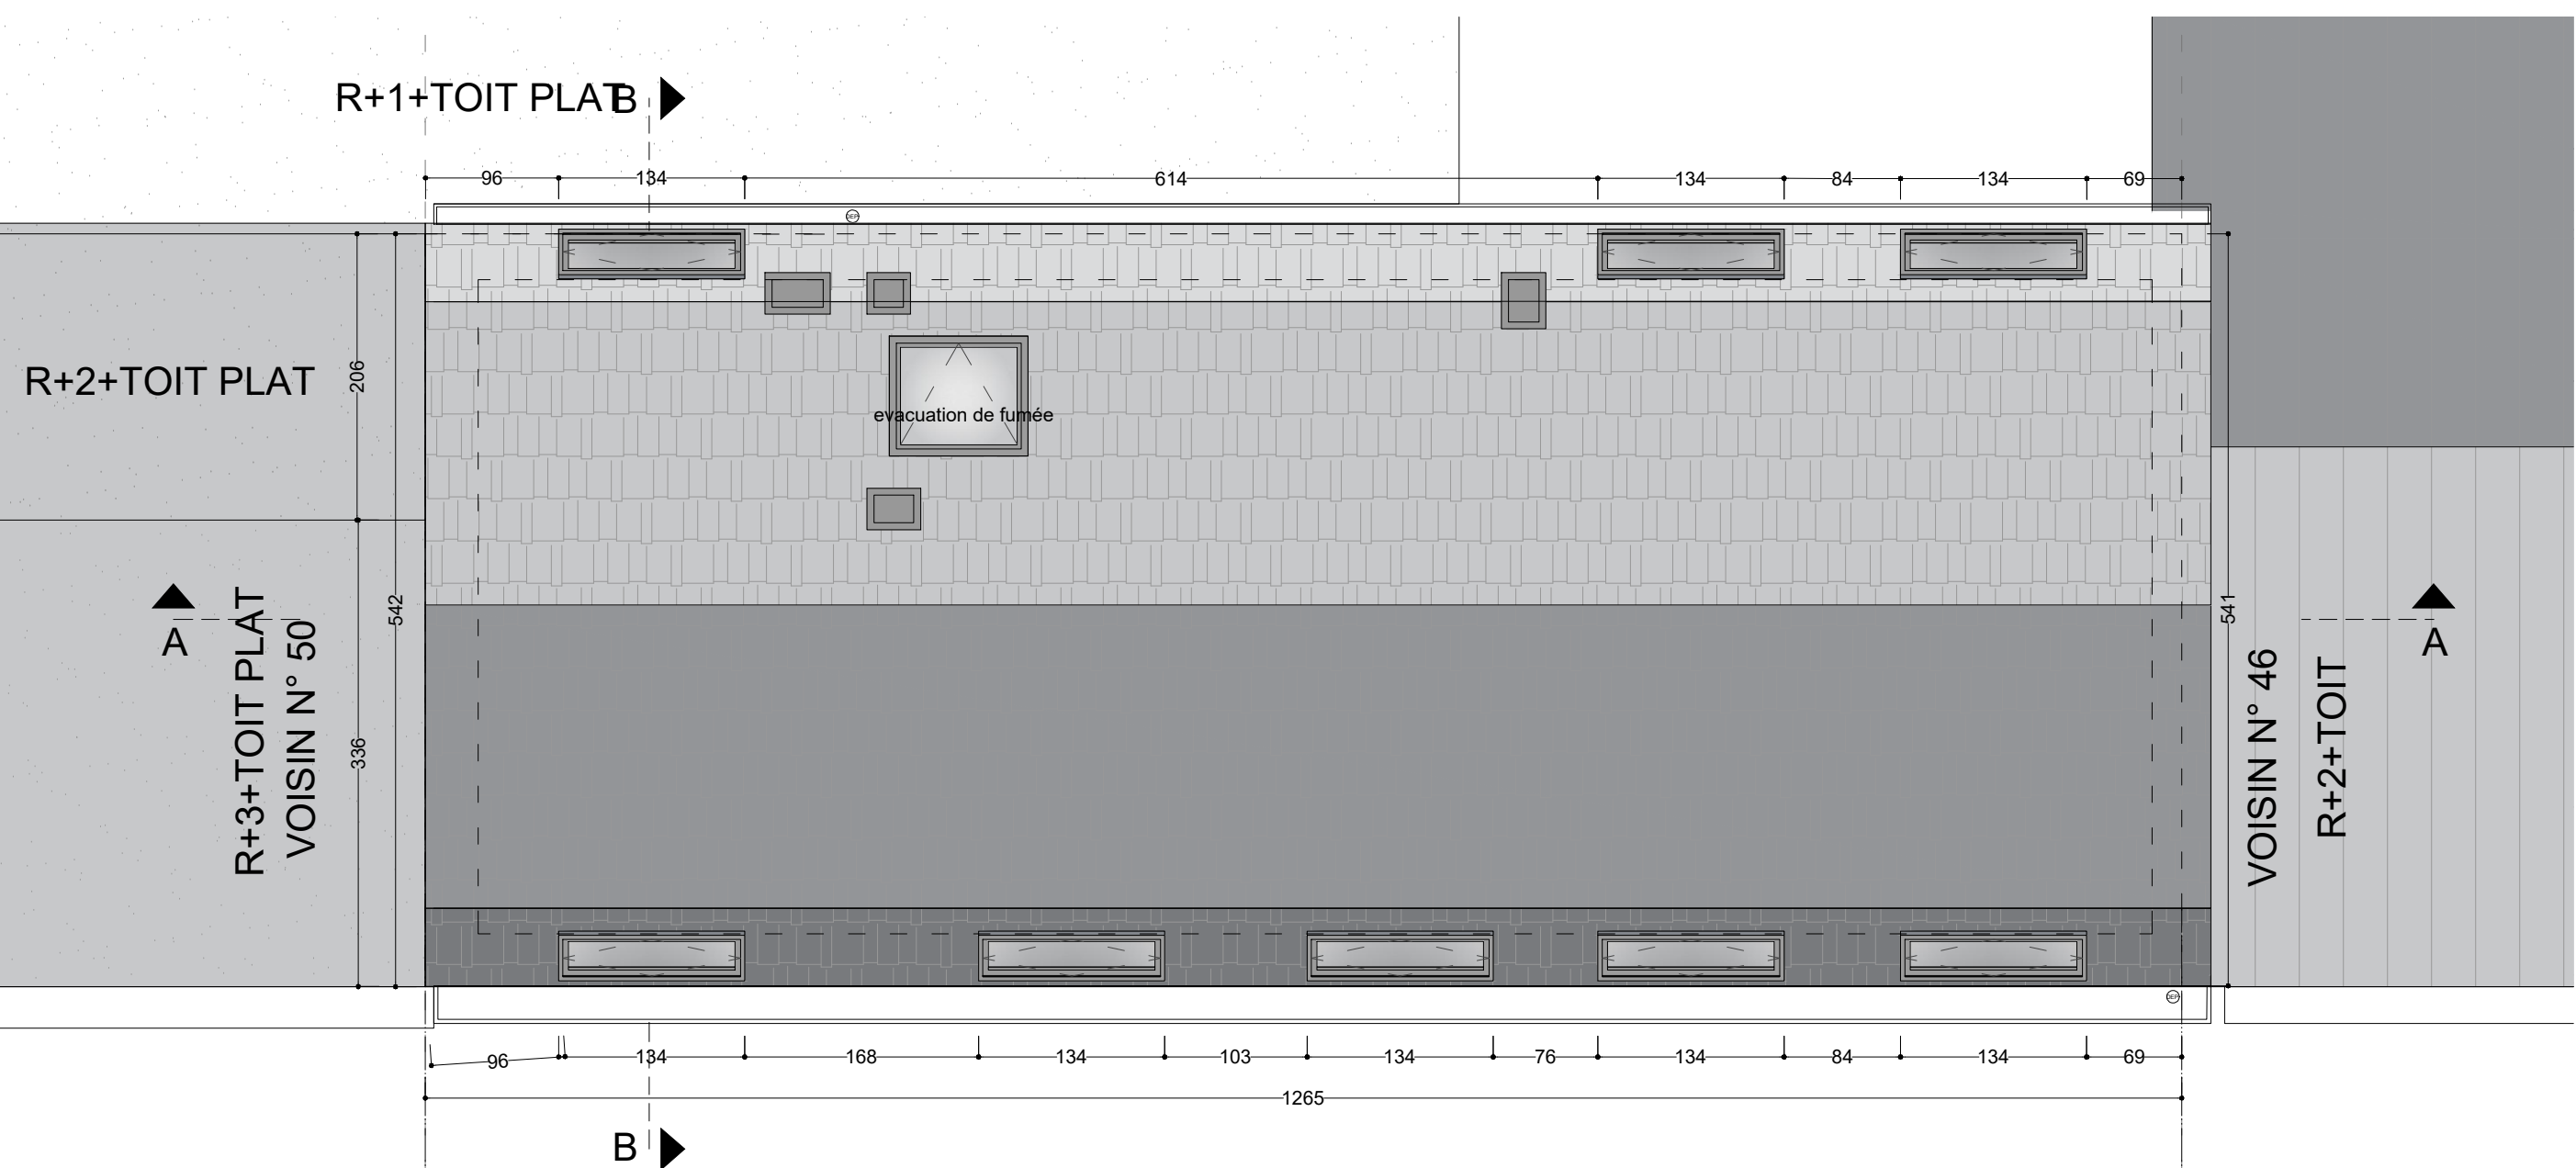 R+1+TOIT PLAT
B
96
134
614
134
84
134
69
R+2+TOIT PLAT
206
evacuation de fumée
542
541
A
A
R+3+TOIT PLAT
VOISIN N° 50
336
VOISIN N° 46
R+2+TOIT
96
134
168
134
103
134
76
134
84
134
69
1265
B